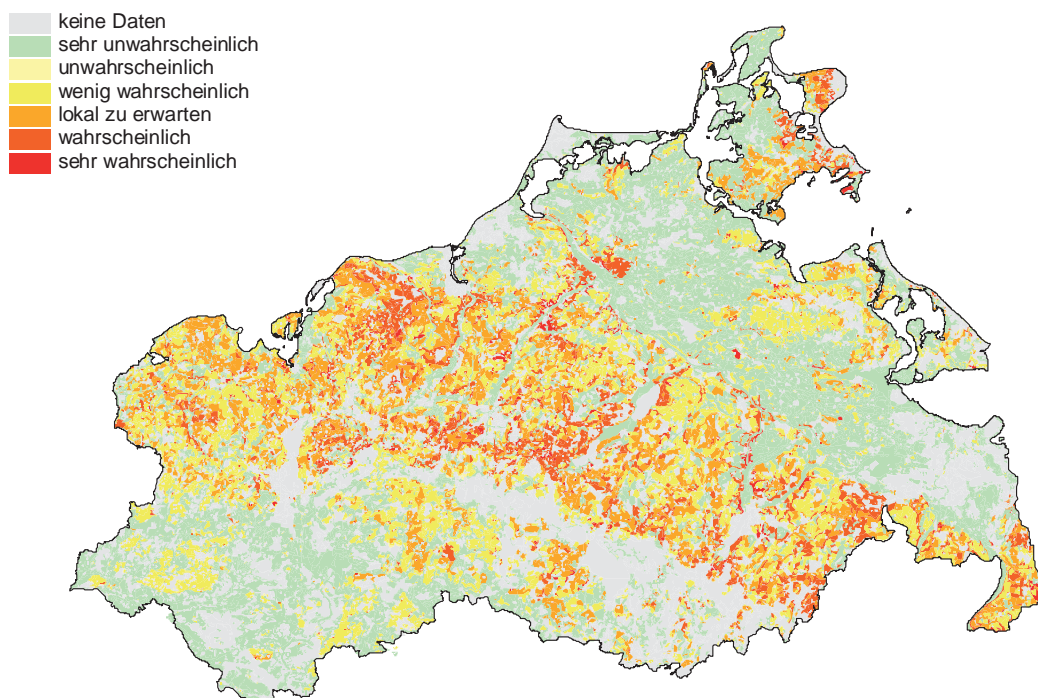 keine Daten
sehr unwahrscheinlich
unwahrscheinlich
wenig wahrscheinlich
lokal zu erwarten
wahrscheinlich
sehr wahrscheinlich